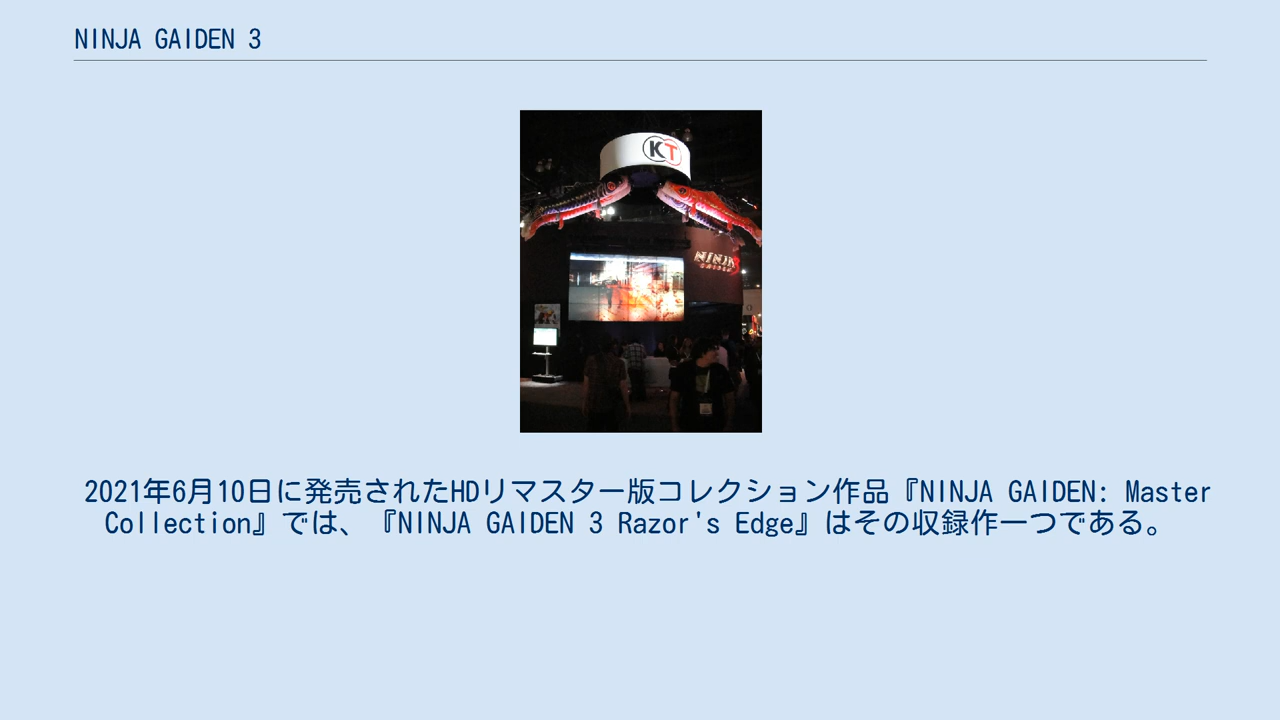 NINJA GAIDEN 3
KT
NINJA
GAIDEN
2021年6月10日に発売されたHDリマスター版コレクション作品『NINJA GAIDEN: Master
Collection』では、『NINJA GAIDEN 3 Razor's Edge』はその収録作一つである。